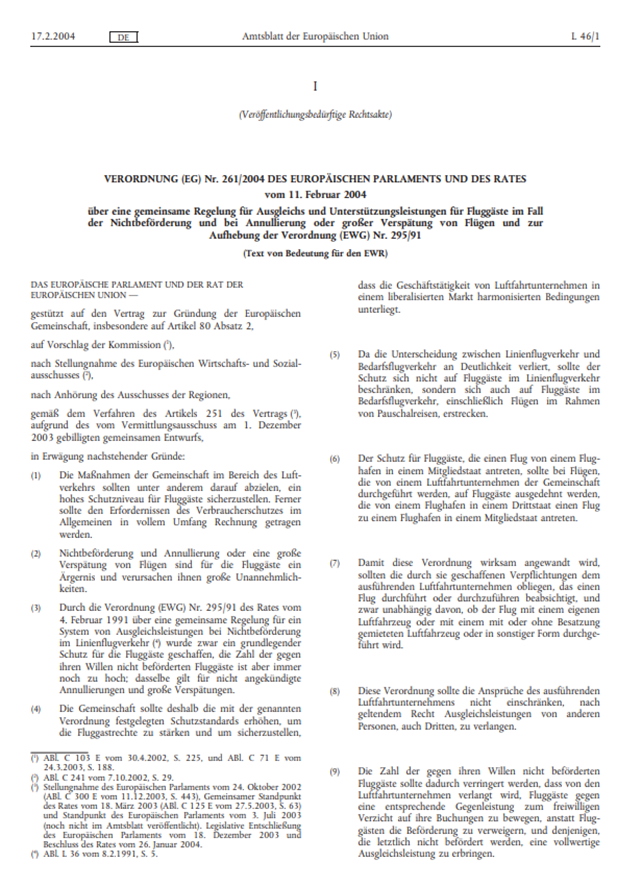 17.2.2004
DE
Amtsblatt der Europäischen Union
L 46/1
I
(Veröffentlichungsbedürftige Rechtsakte)
VERORDNUNG (EG) Nr. 261/2004 DES EUROPÄISCHEN PARLAMENTS UND DES RATES
vom 11. Februar 2004
über eine gemeinsame Regelung für Ausgleichs und Unterstützungsleistungen für Fluggäste im Fall
der Nichtbeförderung und bei Annullierung oder großer Verspätung von Flügen und zur
Aufhebung der Verordnung (EWG) Nr. 295/91
(Text von Bedeutung für den EWR)
DAS EUROPÄISCHE PARLAMENT UND DER RAT DER
EUROPÄISCHEN UNION —
gestützt auf den Vertrag zur Gründung der Europäischen
Gemeinschaft, insbesondere auf Artikel 80 Absatz 2,
auf Vorschlag der Kommission (¹),
nach Stellungnahme des Europäischen Wirtschafts- und Sozial-
ausschusses (²),
nach Anhörung des Ausschusses der Regionen,
gemäß dem Verfahren des Artikels 251 des Vertrags (³),
aufgrund des vom Vermittlungsausschuss am 1. Dezember
2003 gebilligten gemeinsamen Entwurfs,
in Erwägung nachstehender Gründe:
(1) Die Maßnahmen der Gemeinschaft im Bereich des Luft-
verkehrs sollten unter anderem darauf abzielen, ein
hohes Schutzniveau für Fluggäste sicherzustellen. Ferner
sollte den Erfordernissen des Verbraucherschutzes im
Allgemeinen in vollem Umfang Rechnung getragen
werden.
(2) Nichtbeförderung und Annullierung oder eine große
Verspätung von Flügen sind für die Fluggäste ein
Ärgernis und verursachen ihnen große Unannehmlich-
keiten.
(3) Durch die Verordnung (EWG) Nr. 295/91 des Rates vom
4. Februar 1991 über eine gemeinsame Regelung für ein
System von Ausgleichsleistungen bei Nichtbeförderung
im Linienflugverkehr (⁴) wurde zwar ein grundlegender
Schutz für die Fluggäste geschaffen, die Zahl der gegen
ihren Willen nicht beförderten Fluggäste ist aber immer
noch zu hoch; dasselbe gilt für nicht angekündigte
Annullierungen und große Verspätungen.
(4) Die Gemeinschaft sollte deshalb die mit der genannten
Verordnung festgelegten Schutzstandards erhöhen, um
die Fluggastrechte zu stärken und um sicherzustellen,
(¹) ABl. C 103 E vom 30.4.2002, S. 225, und ABl. C 71 E vom
24.3.2003, S. 188.
(²) ABl. C 241 vom 7.10.2002, S. 29.
(³) Stellungnahme des Europäischen Parlaments vom 24. Oktober 2002
(ABl. C 300 E vom 11.12.2003, S. 443), Gemeinsamer Standpunkt
des Rates vom 18. März 2003 (ABl. C 125 E vom 27.5.2003, S. 63)
und Standpunkt des Europäischen Parlaments vom 3. Juli 2003
(noch nicht im Amtsblatt veröffentlicht). Legislative Entschließung
des Europäischen Parlaments vom 18. Dezember 2003 und
Beschluss des Rates vom 26. Januar 2004.
(⁴) ABl. L 36 vom 8.2.1991, S. 5.
dass die Geschäftstätigkeit von Luftfahrtunternehmen in
einem liberalisierten Markt harmonisierten Bedingungen
unterliegt.
(5) Da die Unterscheidung zwischen Linienflugverkehr und
Bedarfsflugverkehr an Deutlichkeit verliert, sollte der
Schutz sich nicht auf Fluggäste im Linienflugverkehr
beschränken, sondern sich auch auf Fluggäste im
Bedarfsflugverkehr, einschließlich Flügen im Rahmen
von Pauschalreisen, erstrecken.
(6) Der Schutz für Fluggäste, die einen Flug von einem Flug-
hafen in einem Mitgliedstaat antreten, sollte bei Flügen,
die von einem Luftfahrtunternehmen der Gemeinschaft
durchgeführt werden, auf Fluggäste ausgedehnt werden,
die von einem Flughafen in einem Drittstaat einen Flug
zu einem Flughafen in einem Mitgliedstaat antreten.
(7) Damit diese Verordnung wirksam angewandt wird,
sollten die durch sie geschaffenen Verpflichtungen dem
ausführenden Luftfahrtunternehmen obliegen, das einen
Flug durchführt oder durchzuführen beabsichtigt, und
zwar unabhängig davon, ob der Flug mit einem eigenen
Luftfahrzeug oder mit einem mit oder ohne Besatzung
gemieteten Luftfahrzeug oder in sonstiger Form durchge-
führt wird.
(8) Diese Verordnung sollte die Ansprüche des ausführenden
Luftfahrtunternehmens nicht einschränken, nach
geltendem Recht Ausgleichsleistungen von anderen
Personen, auch Dritten, zu verlangen.
(9) Die Zahl der gegen ihren Willen nicht beförderten
Fluggäste sollte dadurch verringert werden, dass von den
Luftfahrtunternehmen verlangt wird, Fluggäste gegen
eine entsprechende Gegenleistung zum freiwilligen
Verzicht auf ihre Buchungen zu bewegen, anstatt Flug-
gästen die Beförderung zu verweigern, und denjenigen,
die letztlich nicht befördert werden, eine vollwertige
Ausgleichsleistung zu erbringen.